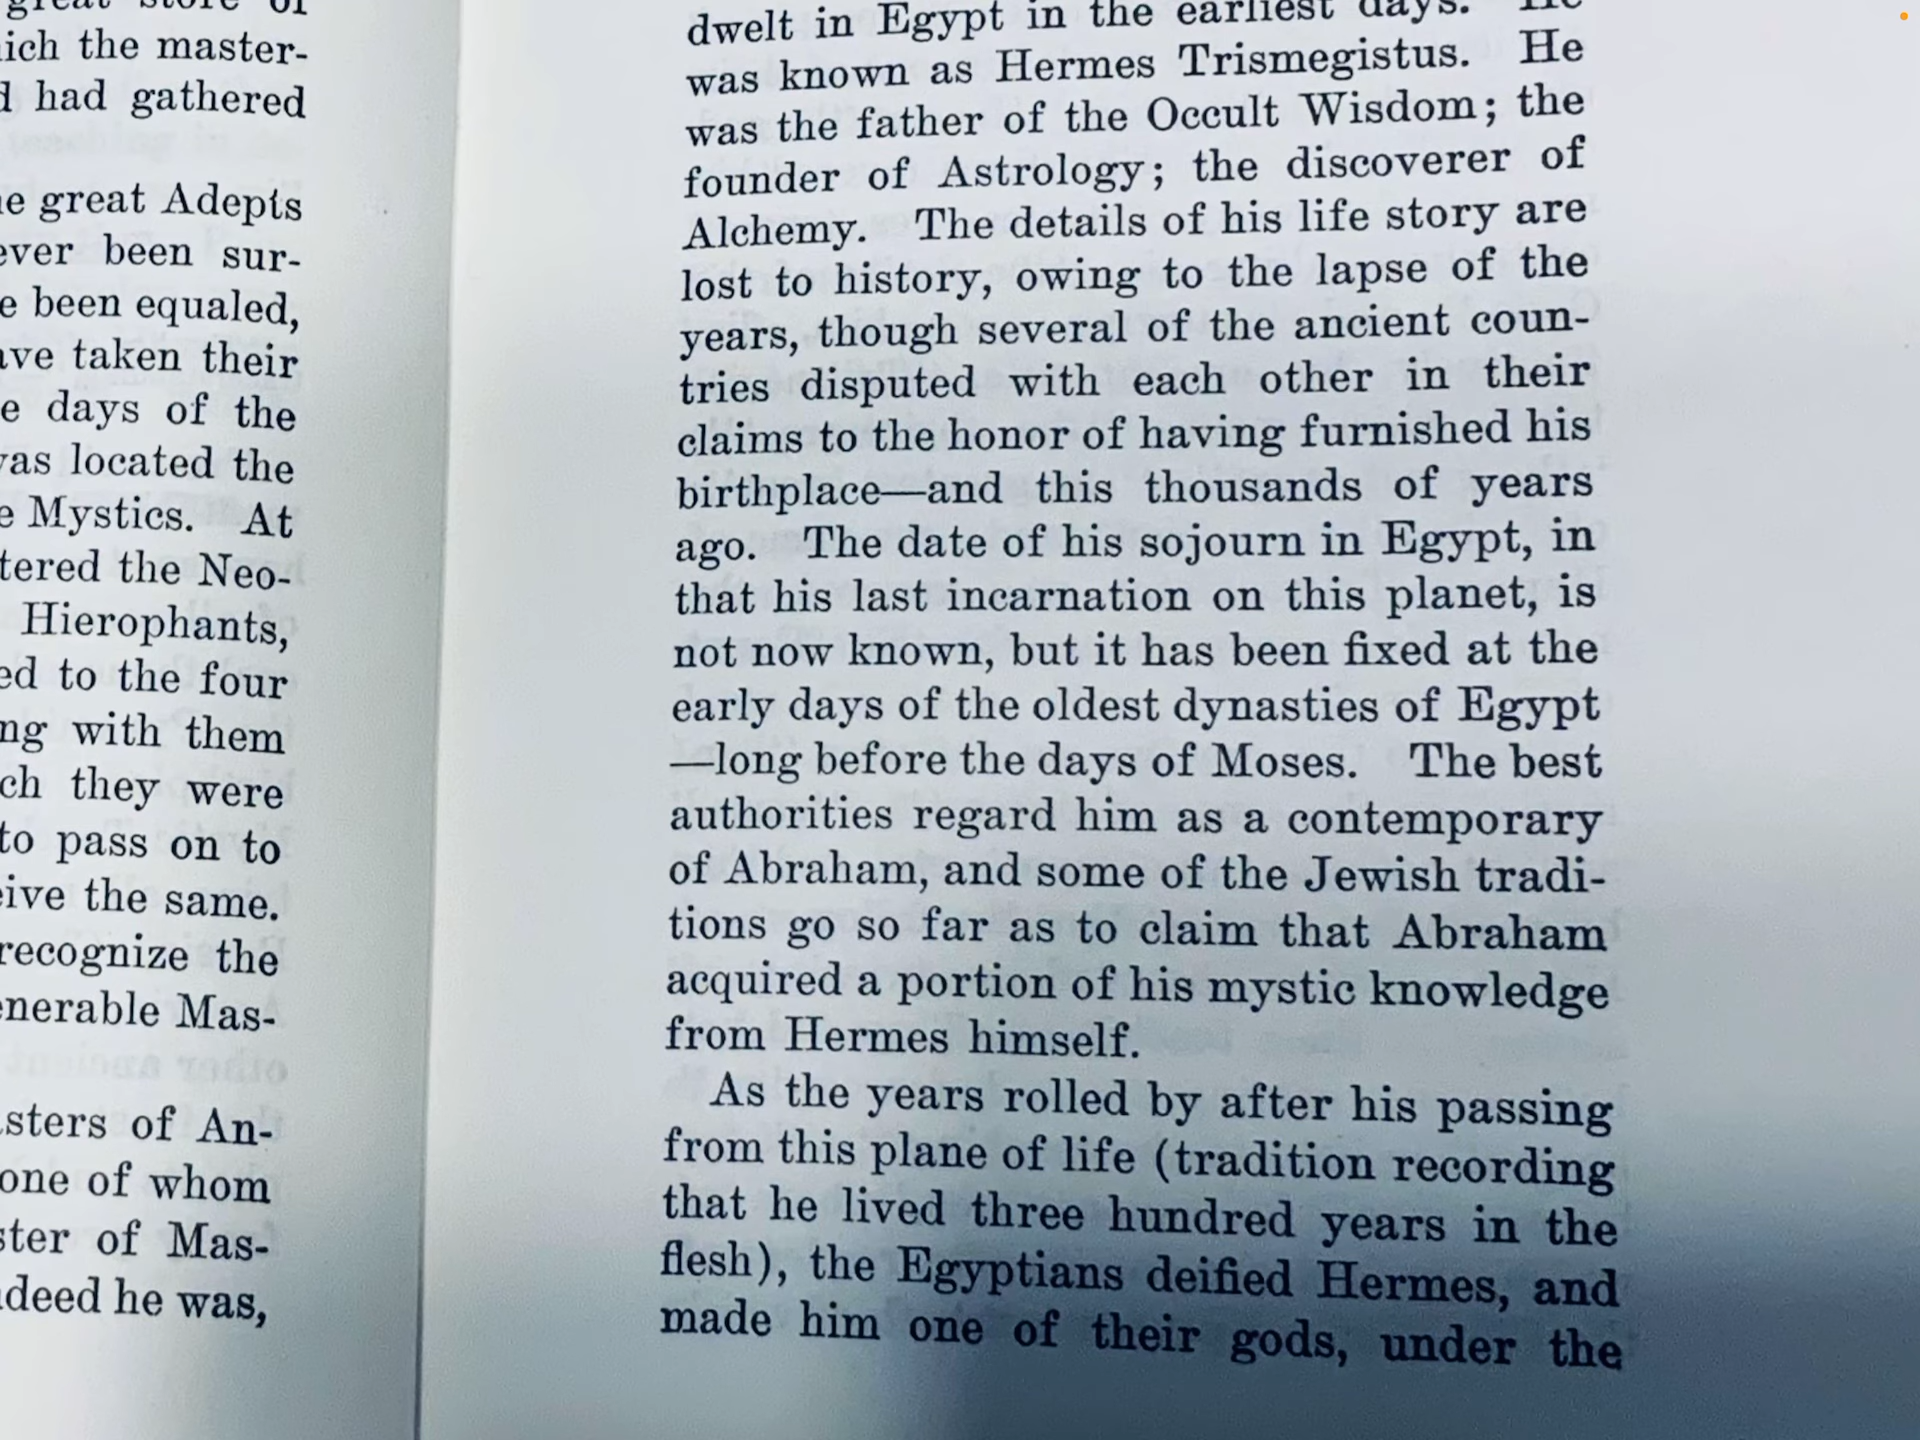 great store of
ich the master-
had gathered
great Adepts
ever been sur-
been equaled,
ave taken their
days of the
was located the
Mystics. At
tered the Neo-
Hierophants,
ed to the four
ng with them
ch they were
to pass on to
eive the same.
recognize the
enerable Mas-
sters of An-
one of whom
ster of Mas-
deed he was,
dwelt in Egypt in the earliest days. He
was known as Hermes Trismegistus. He
was the father of the Occult Wisdom; the
founder of Astrology; the discoverer of
Alchemy. The details of his life story are
lost to history, owing to the lapse of the
years, though several of the ancient coun-
tries disputed with each other in their
claims to the honor of having furnished his
birthplace—and this thousands of years
ago. The date of his sojourn in Egypt, in
that his last incarnation on this planet, is
not now known, but it has been fixed at the
early days of the oldest dynasties of Egypt
—long before the days of Moses. The best
authorities regard him as a contemporary
of Abraham, and some of the Jewish tradi-
tions go so far as to claim that Abraham
acquired a portion of his mystic knowledge
from Hermes himself.
As the years rolled by after his passing
from this plane of life (tradition recording
that he lived three hundred years in the
flesh), the Egyptians deified Hermes, and
made him one of their gods, under the